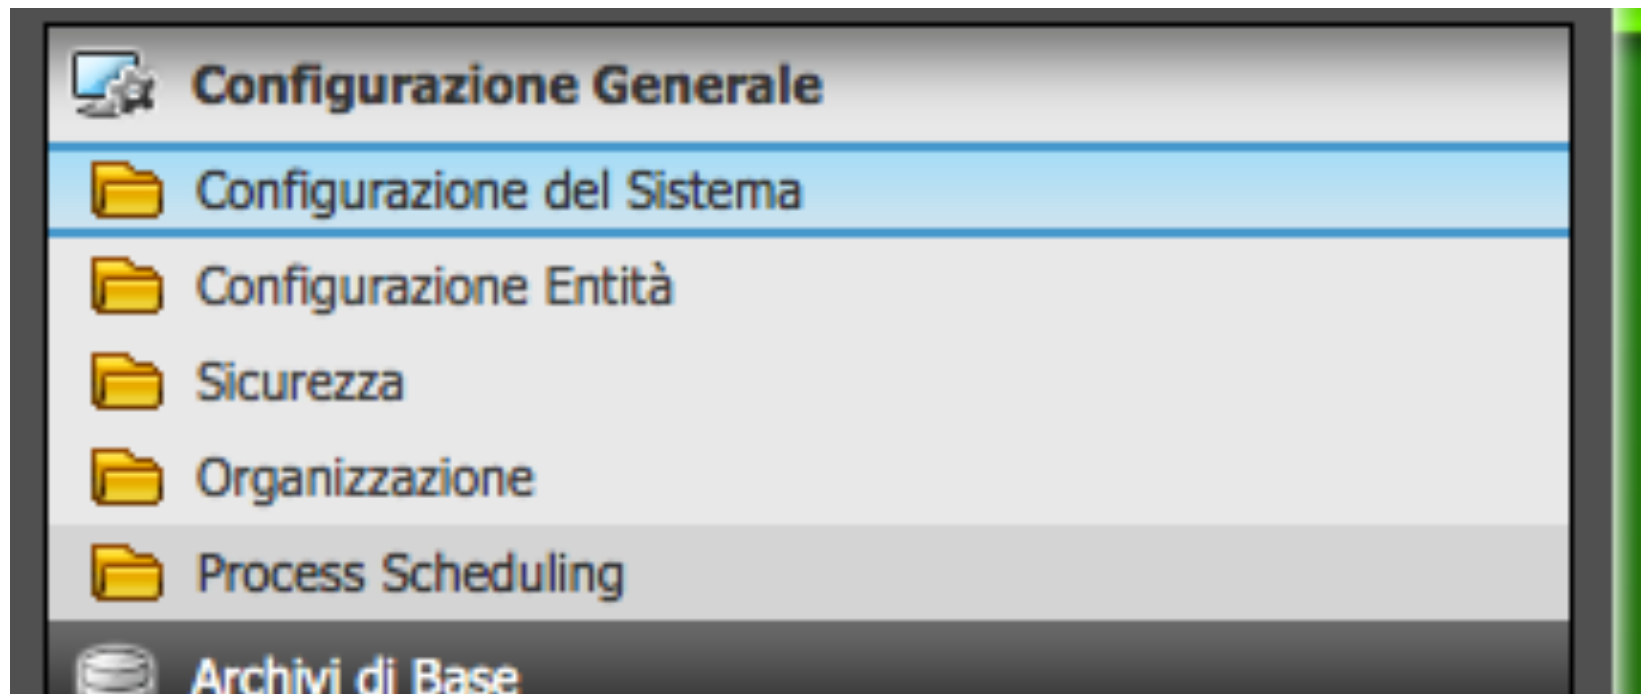 Configurazione Generale
Configurazione del Sistema
Configurazione Entità
Sicurezza
Organizzazione
Process Scheduling
Archivi di Base